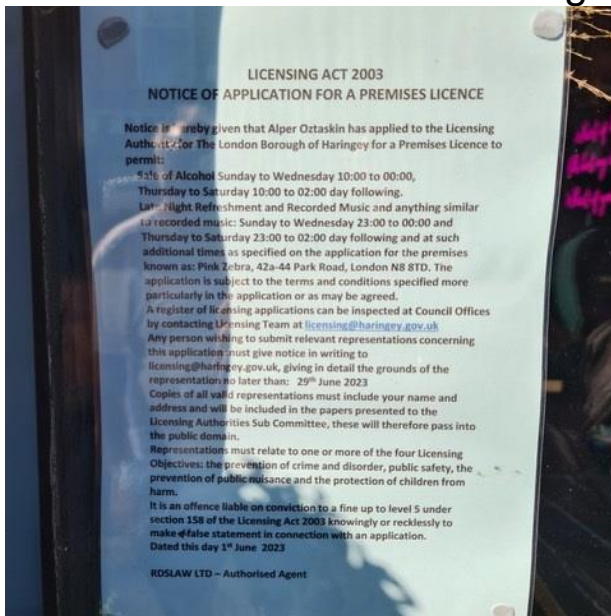 LICENSING ACT 2003
NOTICE OF APPLICATION FOR A PREMISES LICENCE
Notice is hereby given that Alper Oztaskin has applied to the Licensing
Authority for The London Borough of Haringey for a Premises Licence to
permit:
Sale of Alcohol Sunday to Wednesday 10:00 to 00:00,
Thursday to Saturday 10:00 to 02:00 day following.
Late Night Refreshment and Recorded Music and anything similar
to recorded music: Sunday to Wednesday 23:00 to 00:00 and
Thursday to Saturday 23:00 to 02:00 day following and at such
additional times as specified on the application for the premises
known as: Pink Zebra, 42a-44 Park Road, London N8 8TD. The
application is subject to the terms and conditions specified more
particularly in the application or as may be agreed.
A register of licensing applications can be inspected at Council Offices
by contacting Licensing Team at licensing@haringey.gov.uk
Any person wishing to submit relevant representations concerning
this application must give notice in writing to
licensing@haringey.gov.uk, giving in detail the grounds of the
representation no later than: 29th June 2023
Copies of all valid representations must include your name and
address and will be included in the papers presented to the
Licensing Authorities Sub Committee, these will therefore pass into
the public domain.
Representations must relate to one or more of the four Licensing
Objectives: the prevention of crime and disorder, public safety, the
prevention of public nuisance and the protection of children from
harm.
It is an offence liable on conviction to a fine up to level 5 under
section 158 of the Licensing Act 2003 knowingly or recklessly to
make false statement in connection with an application.
Dated this day 1st June 2023
RDSLAW LTD – Authorised Agent